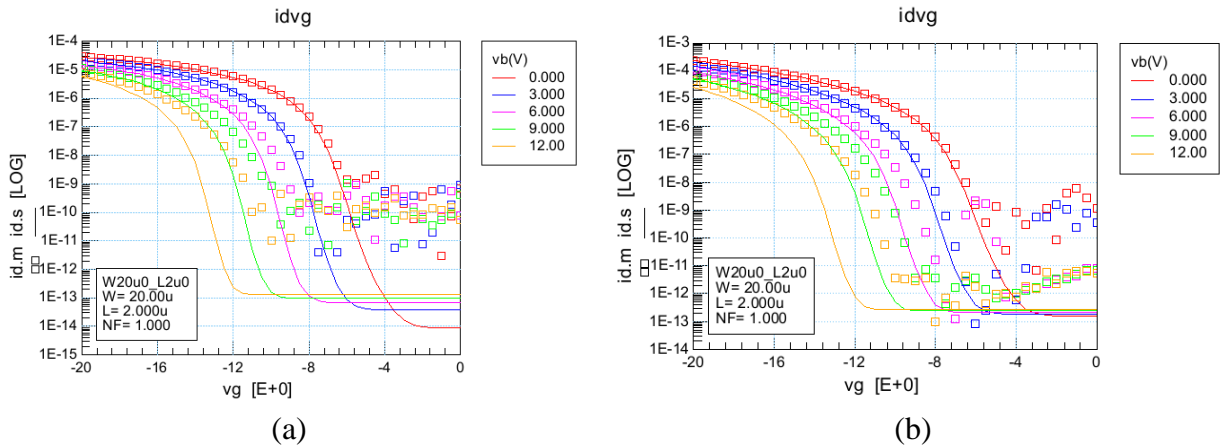 idvg
1E-4
1E-5
1E-6
1E-7
1E-8
1E-9
1E-10
1E-11
1E-12
1E-13
1E-14
1E-15
id.m id.s [LOG]
-20
-16
-12
-8
-4
0
vg [E+0]
W20u0_L2u0
W= 20.00u
L= 2.000u
NF= 1.000
vb(V)
0.000
3.000
6.000
9.000
12.00
(a)
idvg
1E-3
1E-4
1E-5
1E-6
1E-7
1E-8
1E-9
1E-10
1E-11
1E-12
1E-13
1E-14
id.m id.s [LOG]
-20
-16
-12
-8
-4
0
vg [E+0]
W20u0_L2u0
W= 20.00u
L= 2.000u
NF= 1.000
vb(V)
0.000
3.000
6.000
9.000
12.00
(b)